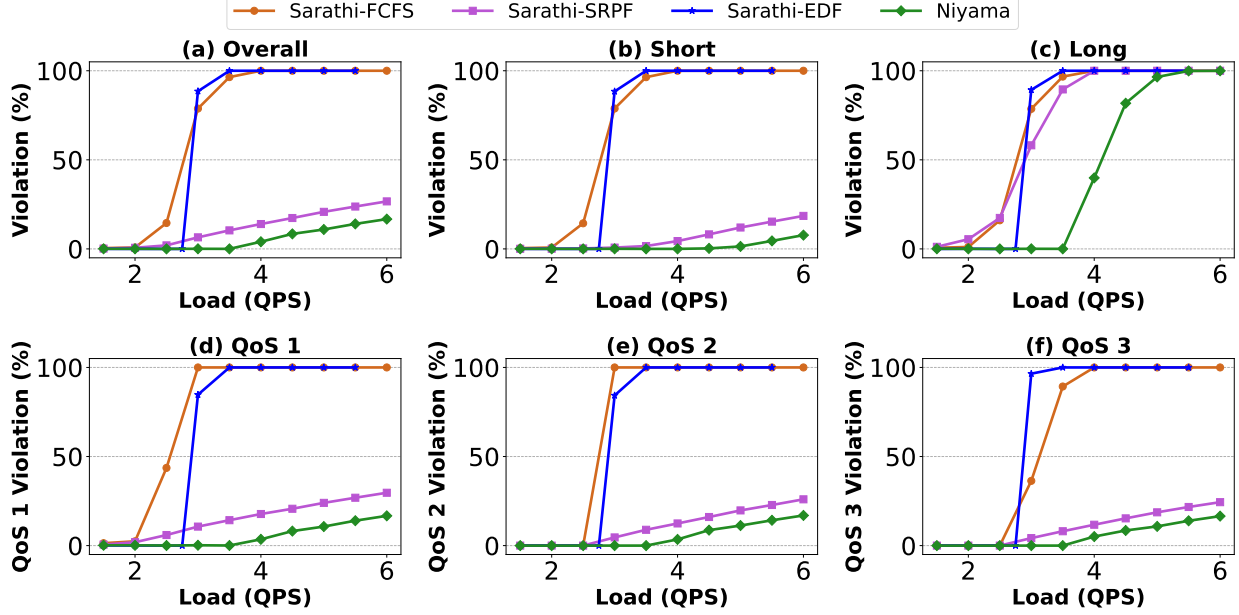 Sarathi-FCFS Sarathi-SRPF Sarathi-EDF Niyama
(a) Overall (b) Short (c) Long
Violation (%) Violation (%) Violation (%)
100 100 100
50 50 50
0 0 0
2 4 6 2 4 6 2 4 6
Load (QPS) Load (QPS) Load (QPS)
(d) QoS 1 (e) QoS 2 (f) QoS 3
QoS 1 Violation (%) QoS 2 Violation (%) QoS 3 Violation (%)
100 100 100
50 50 50
0 0 0
2 4 6 2 4 6 2 4 6
Load (QPS) Load (QPS) Load (QPS)